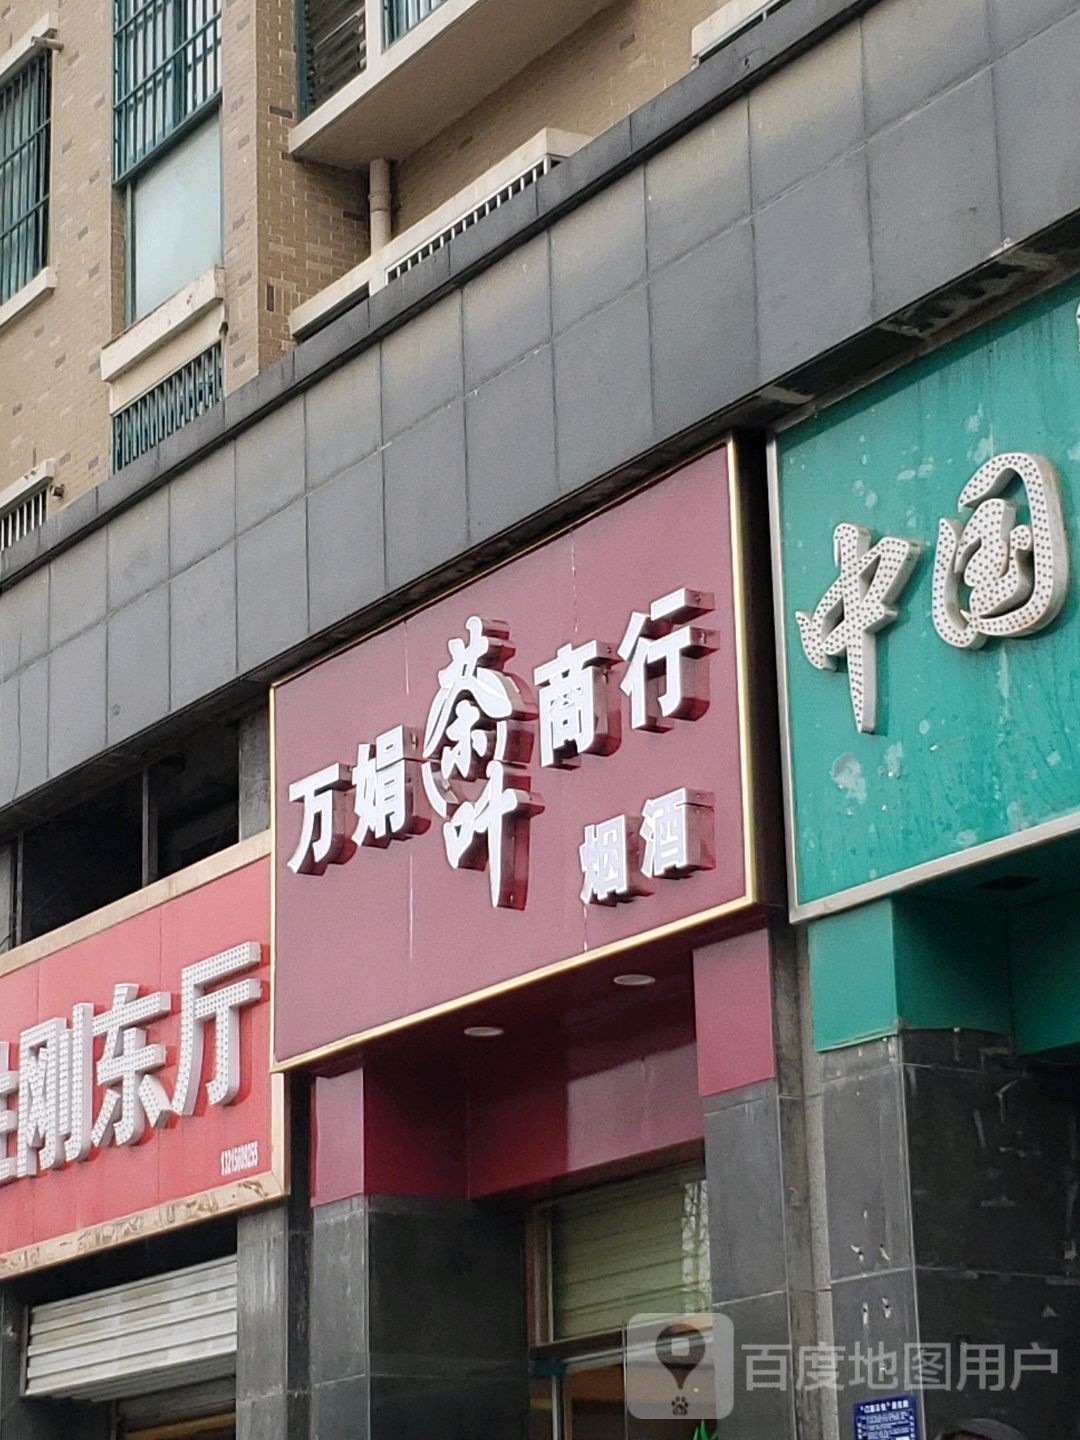 万娟茶叶商行
烟酒
中国
刚东厅
13215609255
百度地图用户